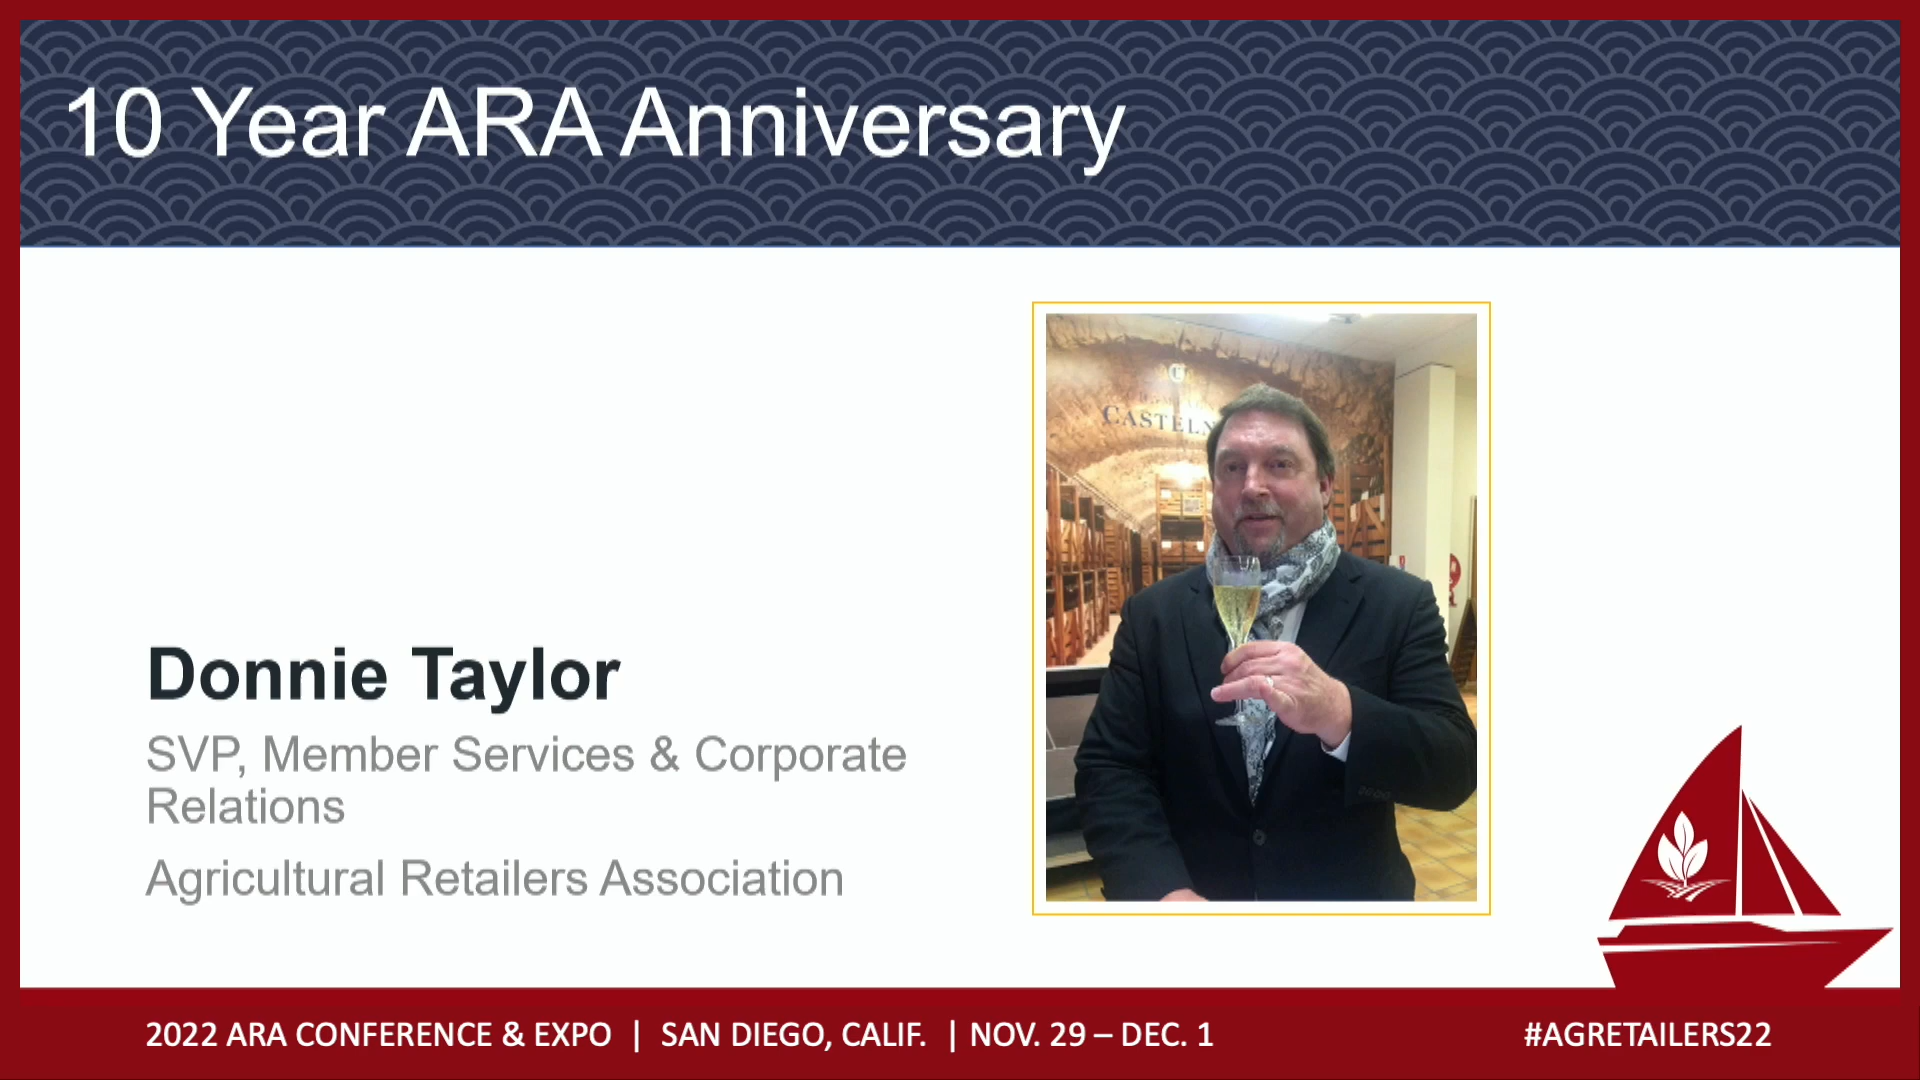 10 Year ARA Anniversary
CASTELN
Donnie Taylor
SVP, Member Services & Corporate
Relations
Agricultural Retailers Association
2022 ARA CONFERENCE & EXPO | SAN DIEGO, CALIF. | NOV. 29 – DEC. 1
#AGRETAILERS22